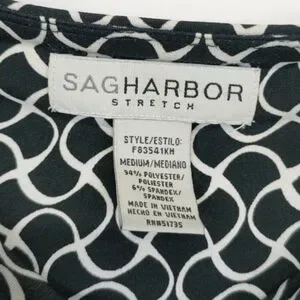 SAGHARBOR
STRETCH
STYLE/ESTILO:
F83541KH
MEDIUM/MEDIANO
94% POLYESTER/
POLIESTER
6% SPANDEX/
SPANDEX
MADE IN VIETNAM
HECHO EN VIETNAM
RN#51735